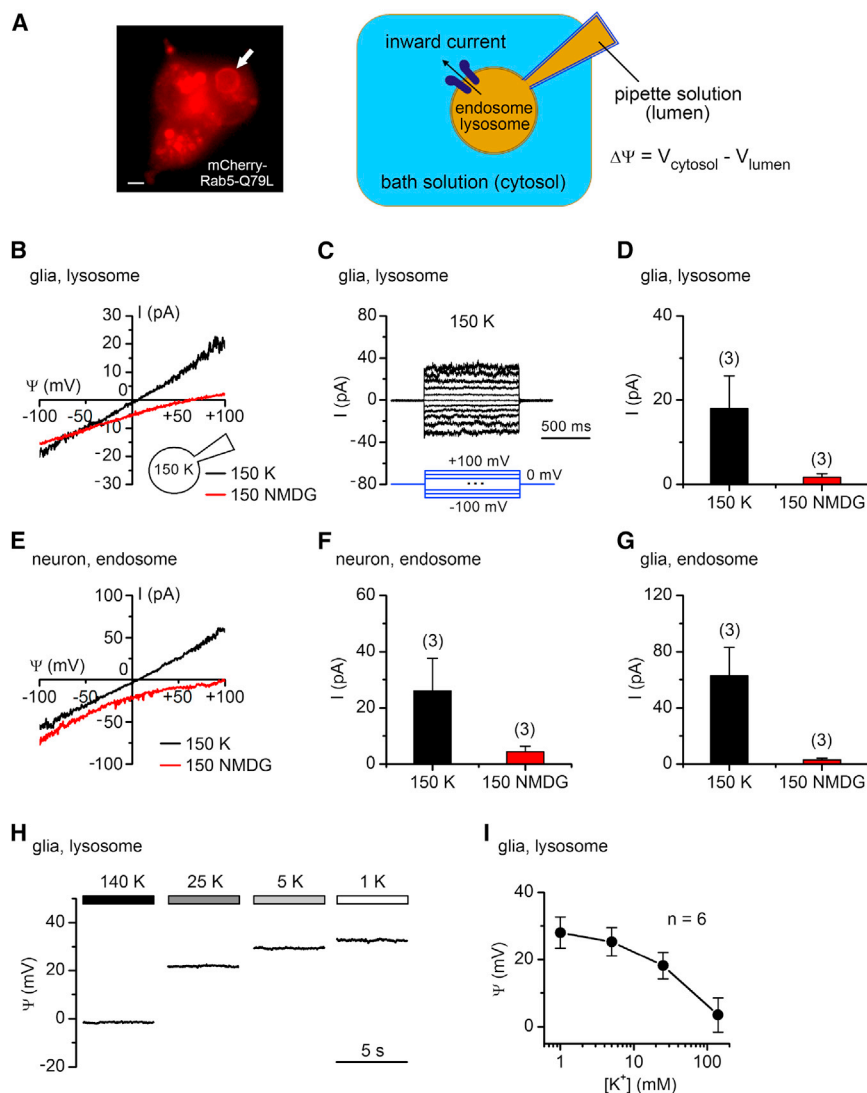 A
mCherry-
Rab5-Q79L
inward current
endosome
lysosome
pipette solution
(lumen)
bath solution (cytosol)
ΔΨ = Vcytosol - Vlumen
B
glia, lysosome
I (pA)
30
20
10
0
-10
-20
-30
Ψ (mV)
-100
-50
+50
+100
150 K
150 K
150 NMDG
C
glia, lysosome
150 K
I (pA)
80
40
0
-40
-80
500 ms
+100 mV
0 mV
...
-100 mV
D
glia, lysosome
I (pA)
40
20
0
(3)
(3)
150 K
150 NMDG
E
neuron, endosome
I (pA)
100
50
0
-50
-100
Ψ (mV)
-100
-50
+50
+100
150 K
150 NMDG
F
neuron, endosome
I (pA)
60
40
20
0
(3)
(3)
150 K
150 NMDG
G
glia, endosome
I (pA)
120
80
40
0
(3)
(3)
150 K
150 NMDG
H
glia, lysosome
140 K
25 K
5 K
1 K
Ψ (mV)
40
20
0
-20
5 s
I
glia, lysosome
n = 6
Ψ (mV)
40
20
0
1
10
100
[K⁺] (mM)